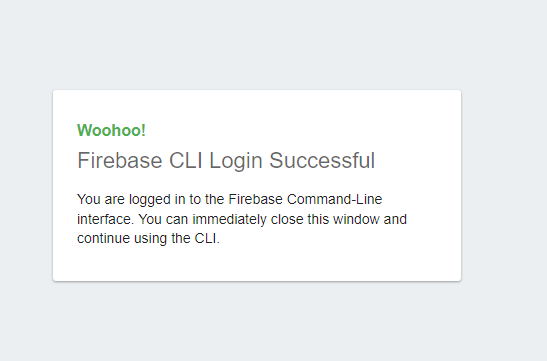 Woohoo!
Firebase CLI Login Successful
You are logged in to the Firebase Command-Line
interface. You can immediately close this window and
continue using the CLI.